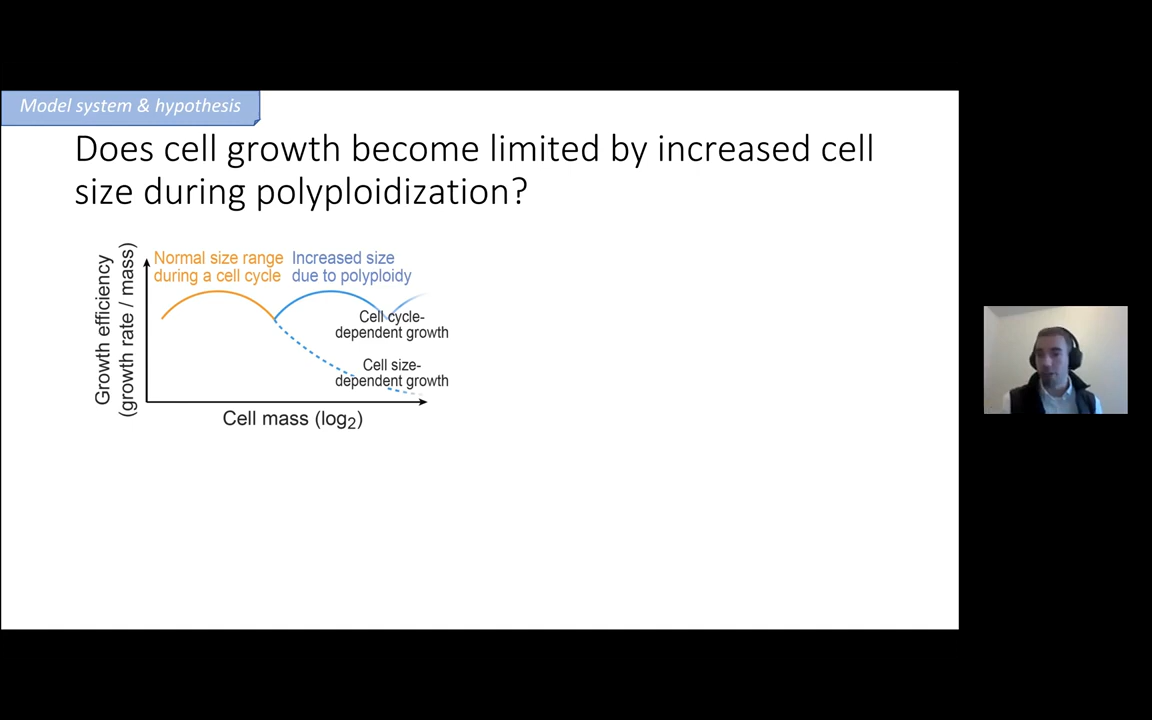 Model system & hypothesis
Does cell growth become limited by increased cell
size during polyploidization?
Growth efficiency
(growth rate / mass)
Normal size range
during a cell cycle
Increased size
due to polyploidy
Cell cycle-
dependent growth
Cell size-
dependent growth
Cell mass (log₂)